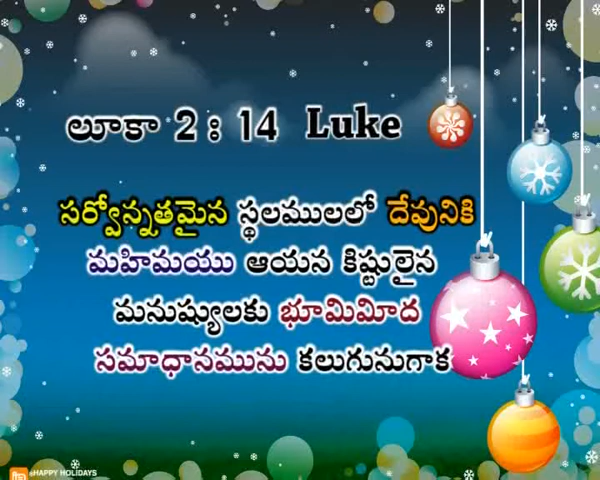 లూకా 2 : 14 Luke
సర్వోన్నతమైన స్థలములలో దేవునికి
మహిమయు ఆయన కిష్టులైన
మనుష్యులకు భూమిమీద
సమాధానమును కలుగునుగాక
@HAPPY HOLIDAYS